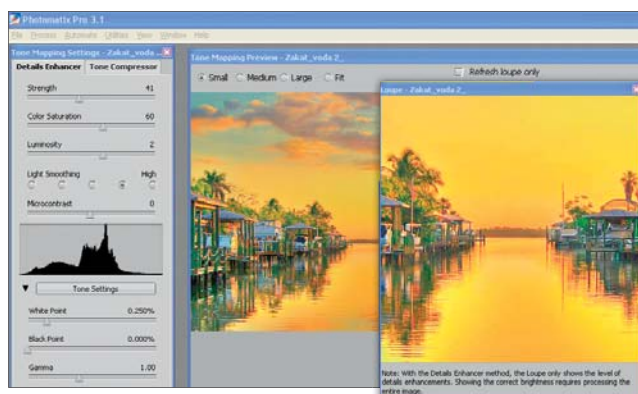 Photomatix Pro 3.1
File Process Automate Utilities View Window Help
Tone Mapping Settings - Zakat_voda ...
Details Enhancer Tone Compressor
Strength 41
Color Saturation 60
Luminosity 2
Light Smoothing High
Microcontrast 0
Tone Settings
White Point 0.250%
Black Point 0.000%
Gamma 1.00
Tone Mapping Preview - Zakat_voda 2_
Small Medium Large Fit
Refresh loupe only
Loupe - Zakat_voda 2_
Note: With the Details Enhancer method, the Loupe only shows the level of
details enhancements. Showing the correct brightness requires processing the
entire image.